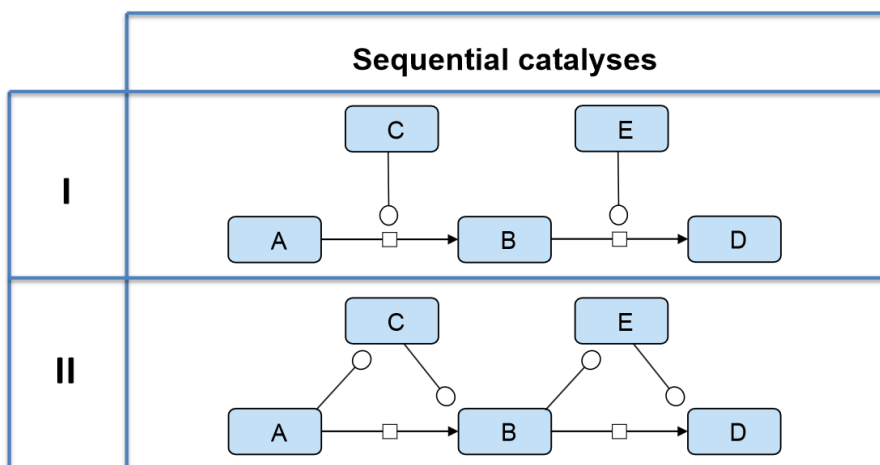 Sequential catalyses
I
C E
A B D
II
C E
A B D